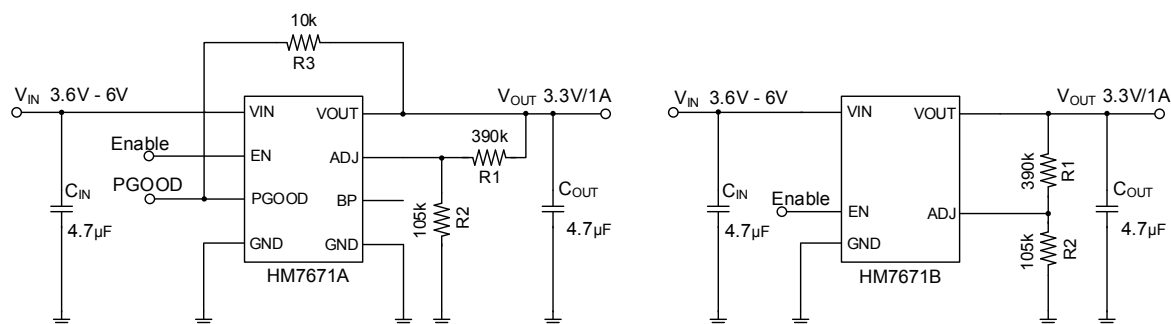 10k
R3
VIN 3.6V - 6V
VOUT 3.3V/1A
VIN
VOUT
Enable
EN
ADJ
390k
R1
PGOOD
PGOOD
BP
CIN
4.7µF
105k
R2
COUT
4.7µF
GND
GND
HM7671A
VIN 3.6V - 6V
VOUT 3.3V/1A
VIN
VOUT
390k
R1
CIN
4.7µF
Enable
EN
ADJ
COUT
4.7µF
GND
105k
R2
HM7671B